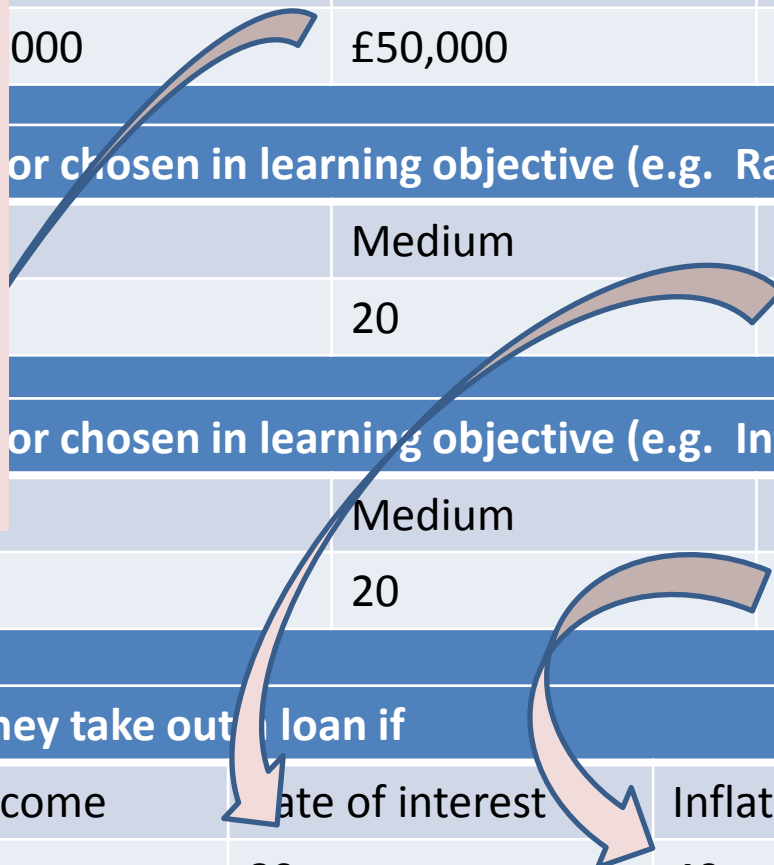 000 £50,000
or chosen in learning objective (e.g. Ra
Medium
20
or chosen in learning objective (e.g. In
Medium
20
ney take out loan if
come ate of interest Inflat